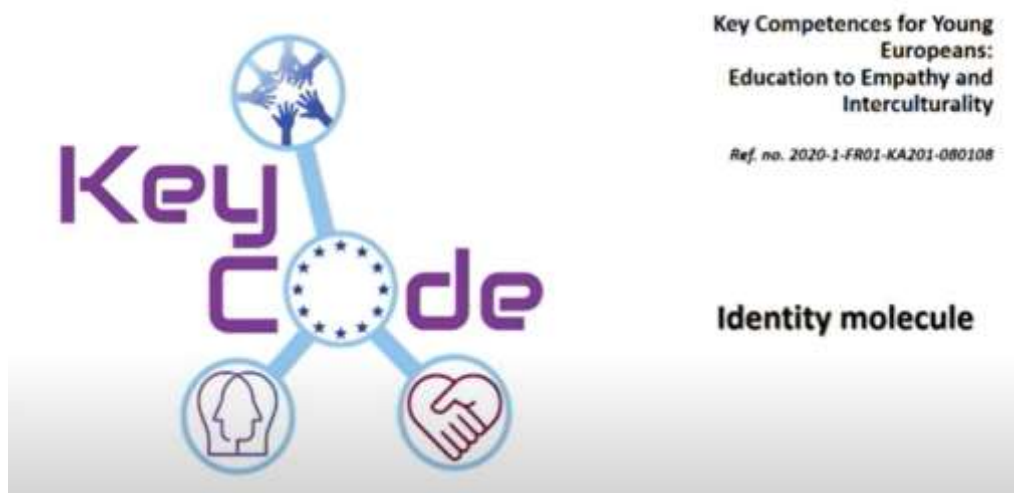 Key
Code
Key Competences for Young
Europeans:
Education to Empathy and
Interculturality
Ref. no. 2020-1-FR01-KA201-080108
Identity molecule